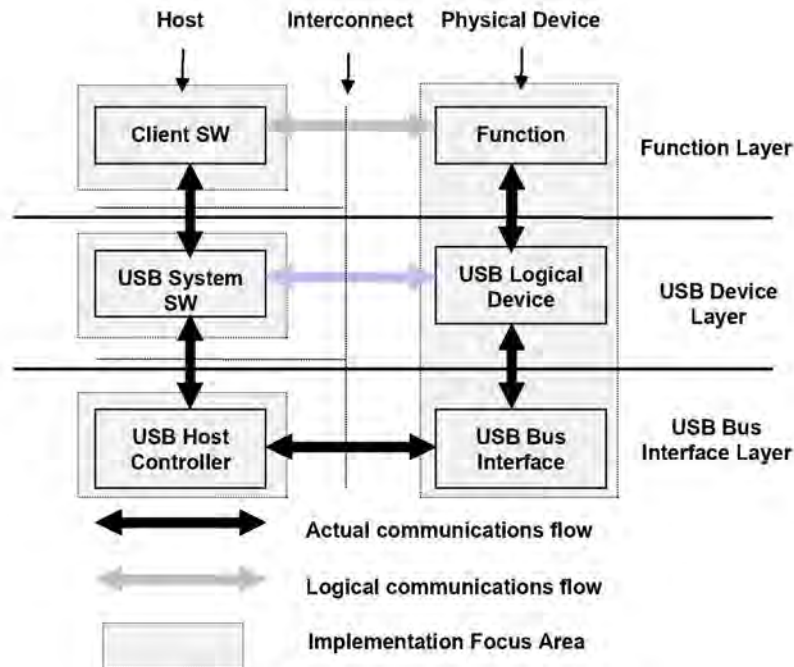 Host
Interconnect
Physical Device
Client SW
Function
Function Layer
USB System
SW
USB Logical
Device
USB Device
Layer
USB Host
Controller
USB Bus
Interface
USB Bus
Interface Layer
Actual communications flow
Logical communications flow
Implementation Focus Area